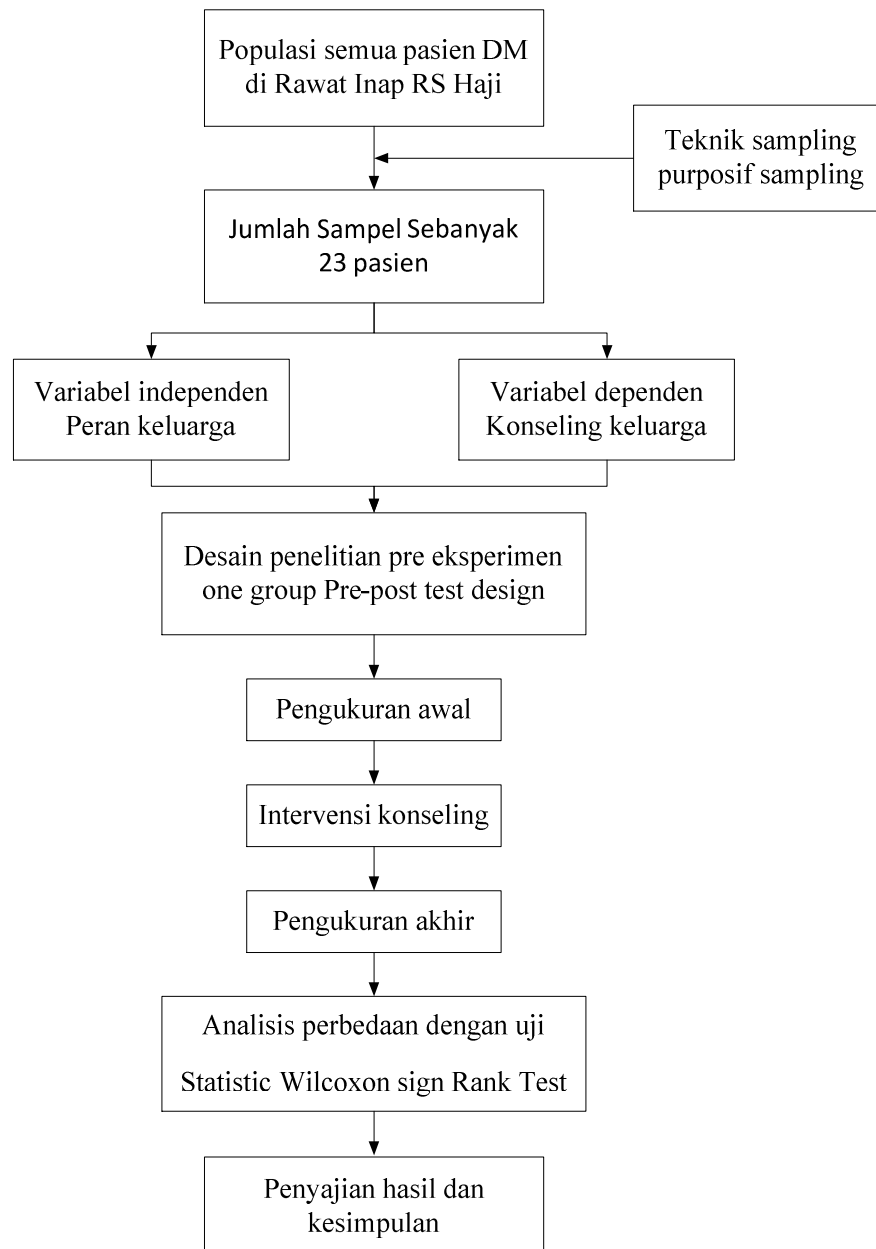 Populasi semua pasien DM
di Rawat Inap RS Haji
Teknik sampling
purposif sampling
Jumlah Sampel Sebanyak
23 pasien
Variabel independen
Peran keluarga
Variabel dependen
Konseling keluarga
Desain penelitian pre eksperimen
one group Pre-post test design
Pengukuran awal
Intervensi konseling
Pengukuran akhir
Analisis perbedaan dengan uji
Statistic Wilcoxon sign Rank Test
Penyajian hasil dan
kesimpulan